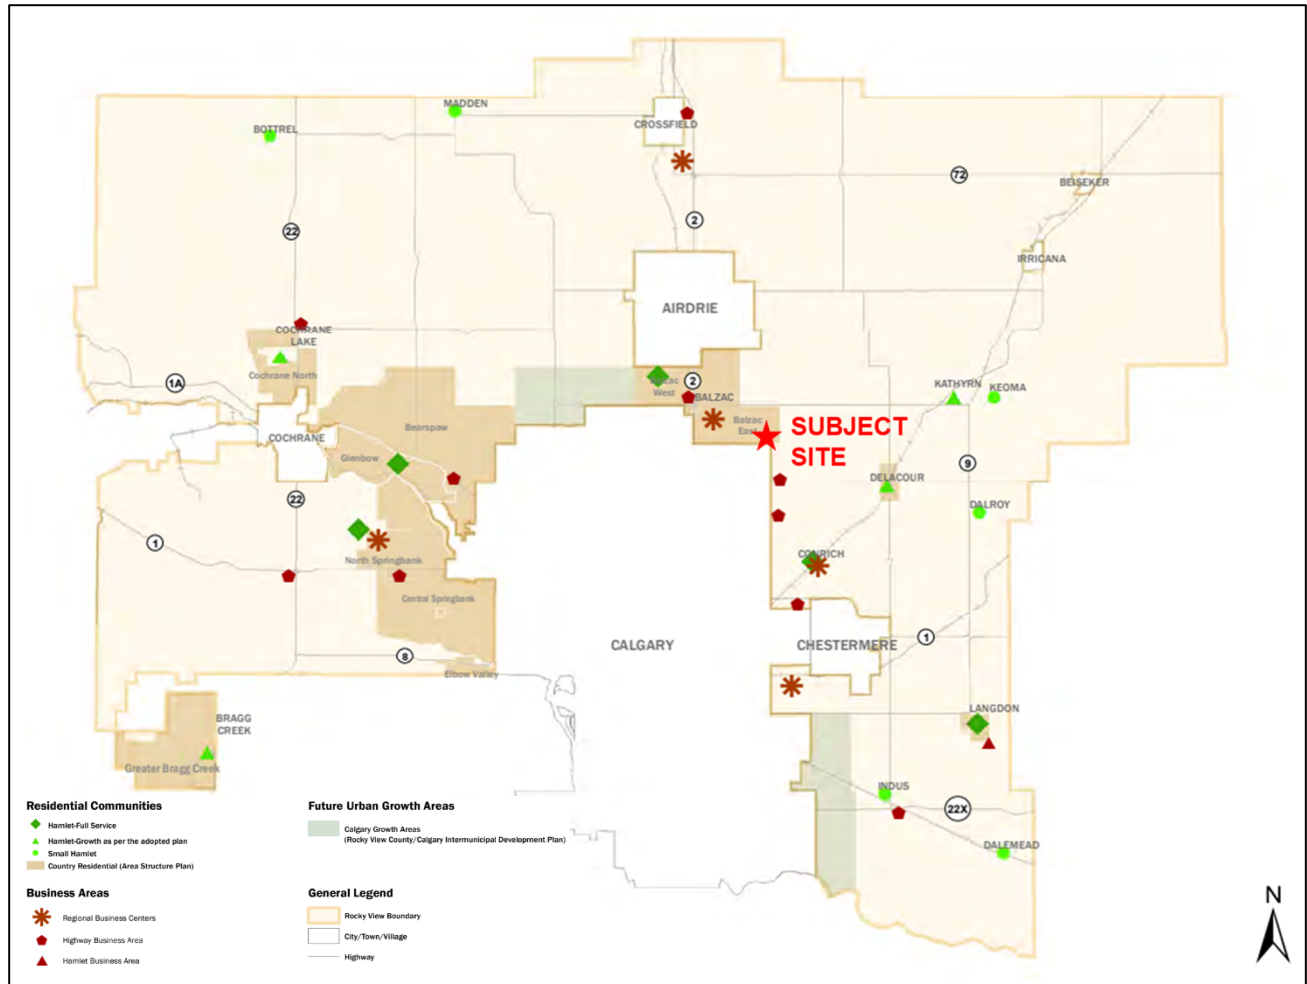 MADDEN
BOTTREL
CROSSFIELD
72
BEISEKER
2
22
IRRICANA
AIRDRIE
COCHRANE
LAKE
Cochrane North
1A
2
West
BALZAC
KATHYRN
KEOMA
Balzac
East
SUBJECT
SITE
Bearspaw
COCHRANE
Glenbow
9
DELACOUR
22
DALROY
1
North Springbank
CONRICH
Central Springbank
CALGARY
CHESTERMERE
1
8
Elbow Valley
BRAGG
CREEK
LANGDON
Greater Bragg Creek
INDUS
22X
DALEMEAD
Residential Communities
Hamlet-Full Service
Hamlet-Growth as per the adopted plan
Small Hamlet
Country Residential (Area Structure Plan)
Business Areas
Regional Business Centers
Highway Business Area
Hamlet Business Area
Future Urban Growth Areas
Calgary Growth Areas
(Rocky View County/Calgary Intermunicipal Development Plan)
General Legend
Rocky View Boundary
City/Town/Village
Highway
N